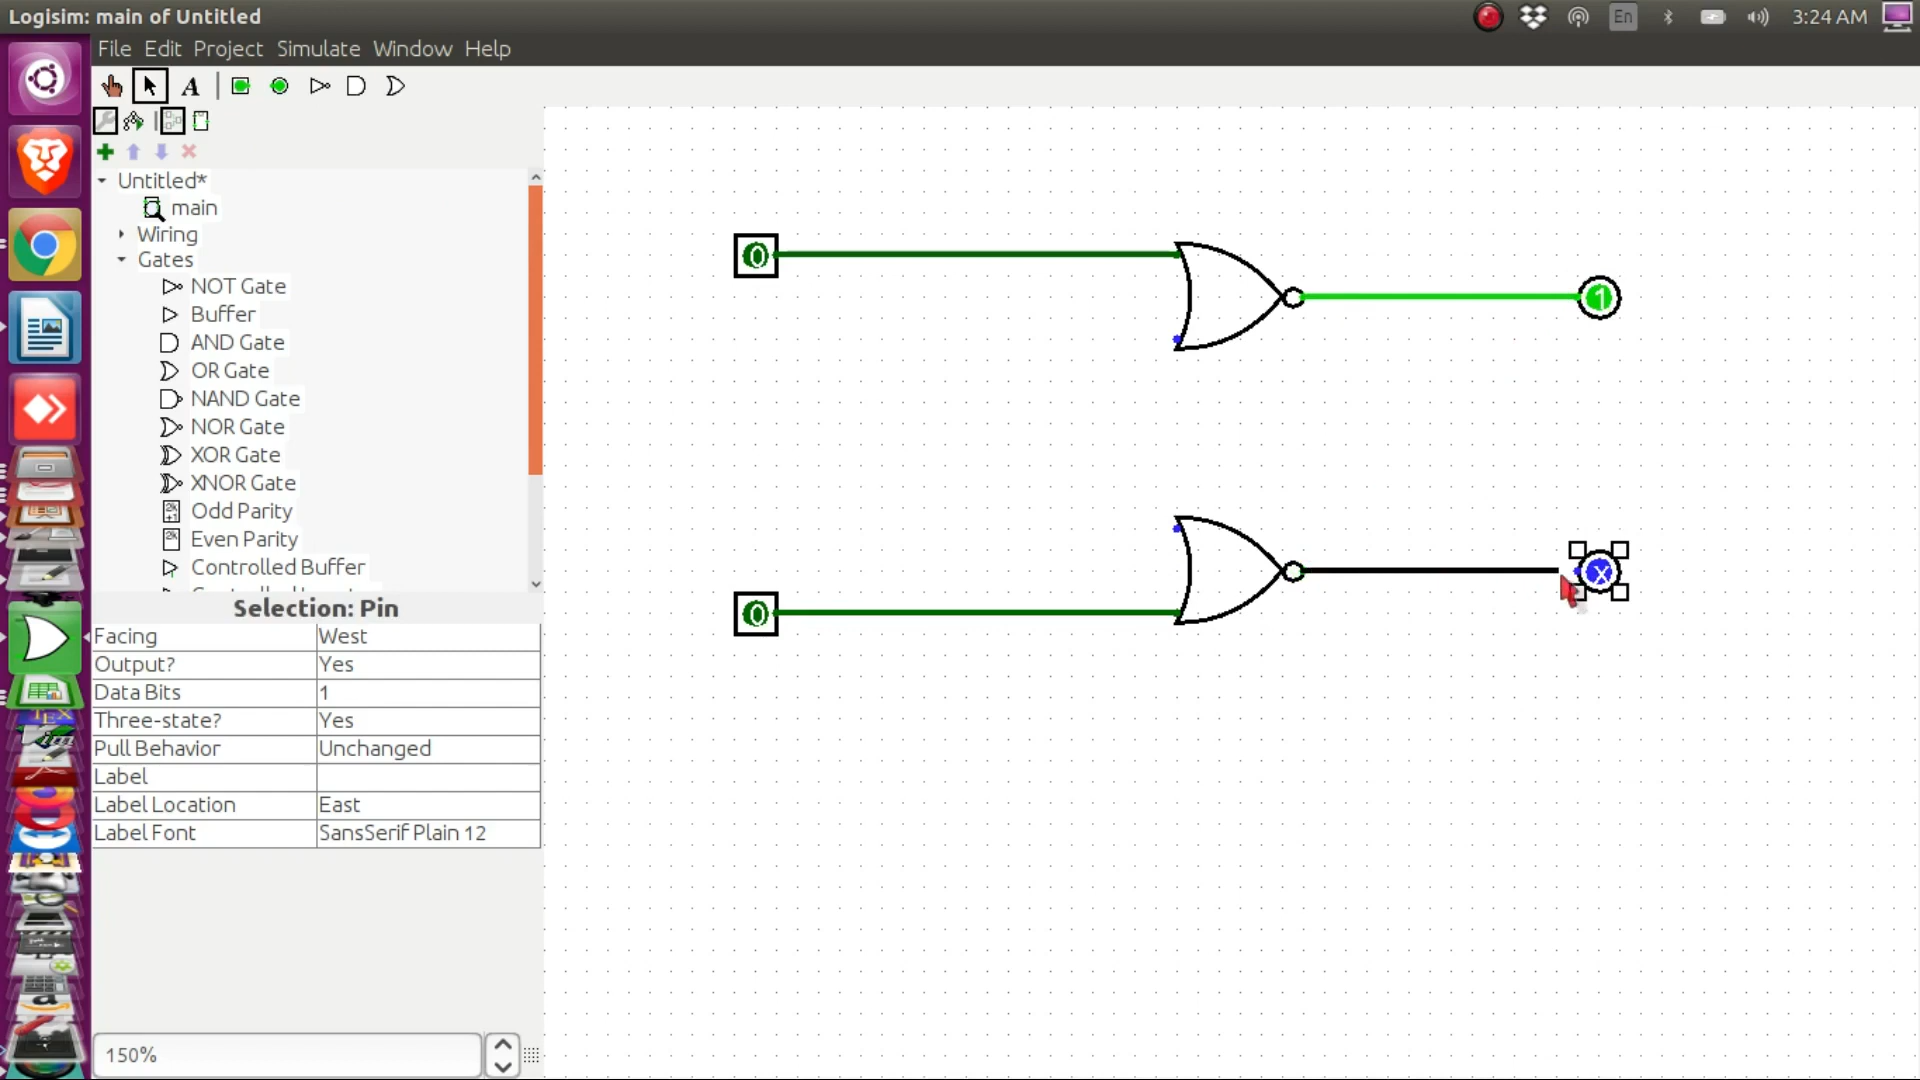 Logisim: main of Untitled
En
3:24 AM
File Edit Project Simulate Window Help
A
Untitled*
main
Wiring
Gates
NOT Gate
Buffer
AND Gate
OR Gate
NAND Gate
NOR Gate
XOR Gate
XNOR Gate
Odd Parity
Even Parity
Controlled Buffer
Selection: Pin
Facing West
Output? Yes
Data Bits 1
Three-state? Yes
Pull Behavior Unchanged
Label
Label Location East
Label Font SansSerif Plain 12
150%
0
1
0
x